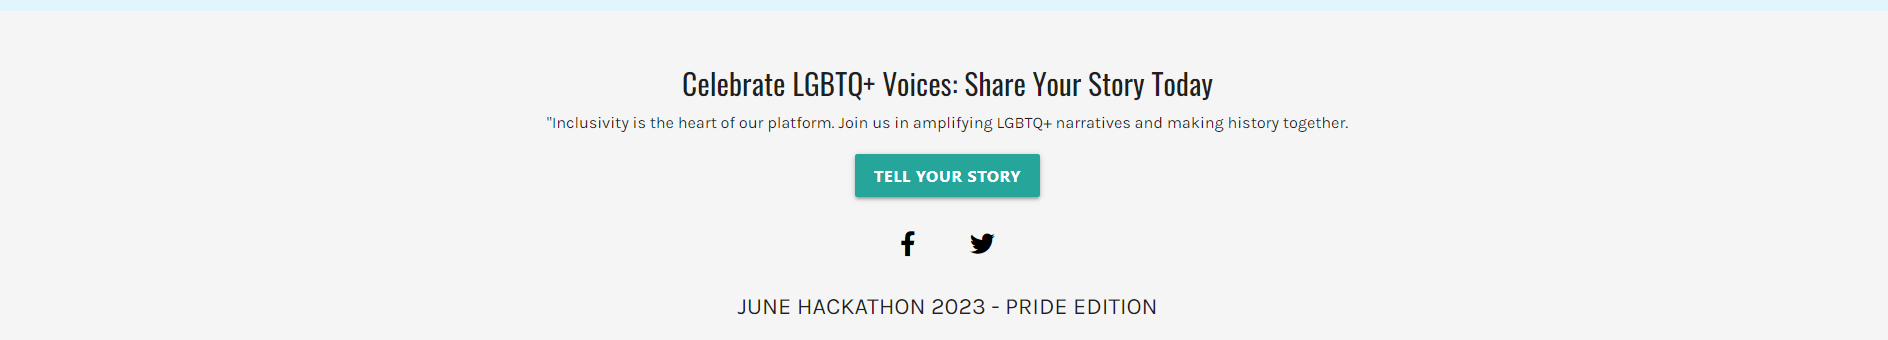 Celebrate LGBTQ+ Voices: Share Your Story Today
"Inclusivity is the heart of our platform. Join us in amplifying LGBTQ+ narratives and making history together.
TELL YOUR STORY
JUNE HACKATHON 2023 - PRIDE EDITION